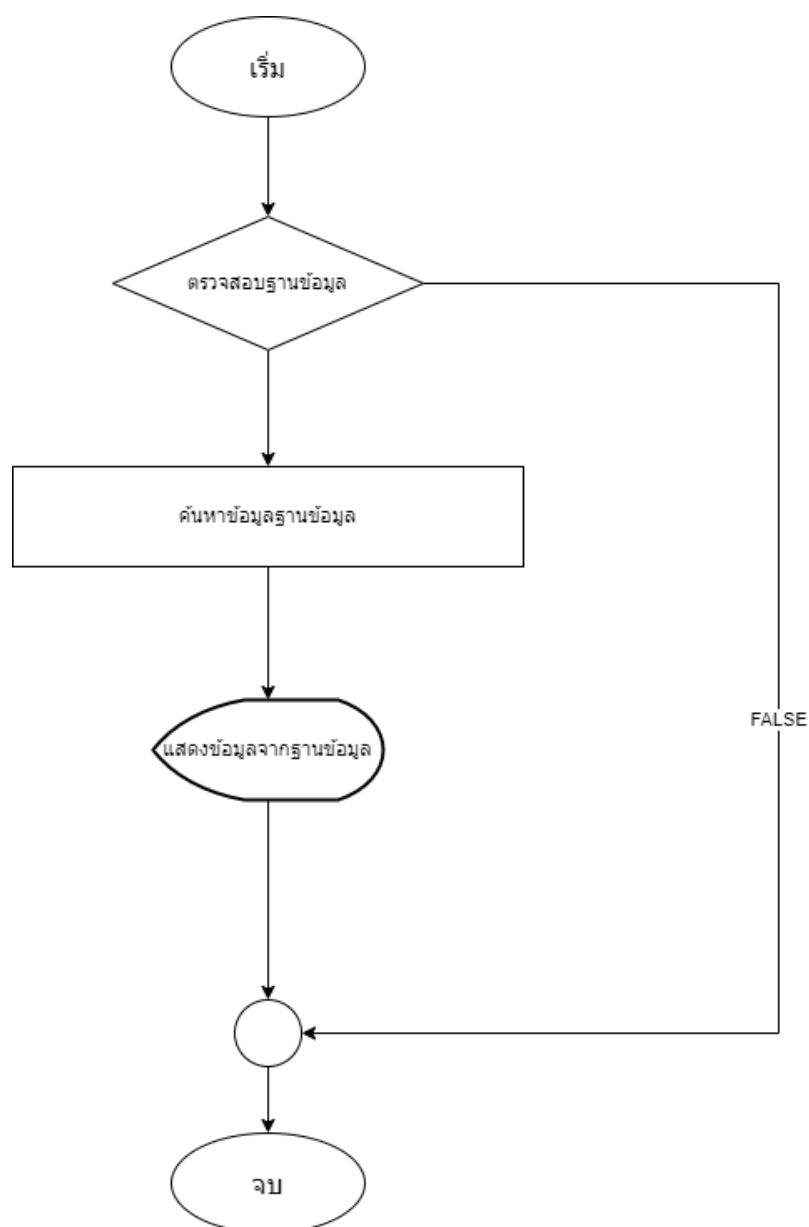 เริ่ม
ตรวจสอบฐานข้อมูล
ค้นหาข้อมูลฐานข้อมูล
แสดงข้อมูลจากฐานข้อมูล
FALSE
จบ